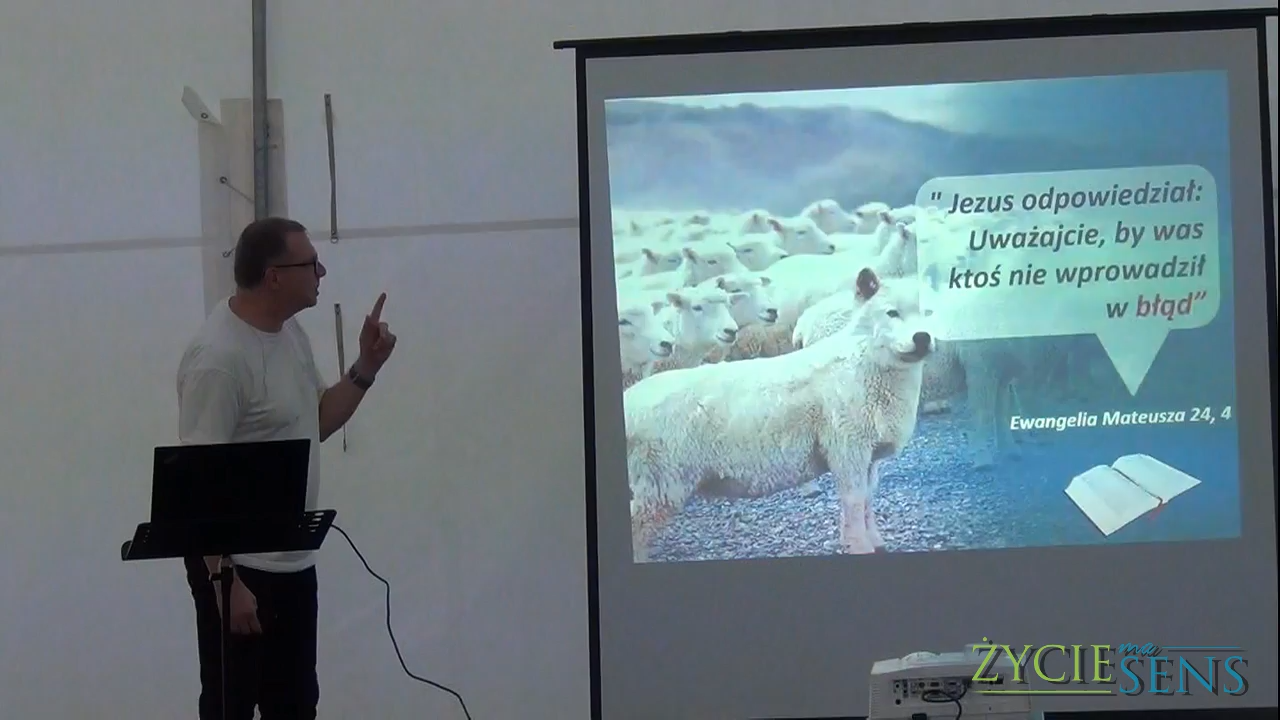 " Jezus odpowiedział:
Uważajcie, by was
ktoś nie wprowadził
w błąd”
Ewangelia Mateusza 24, 4
ŻYCIE ma
SENS